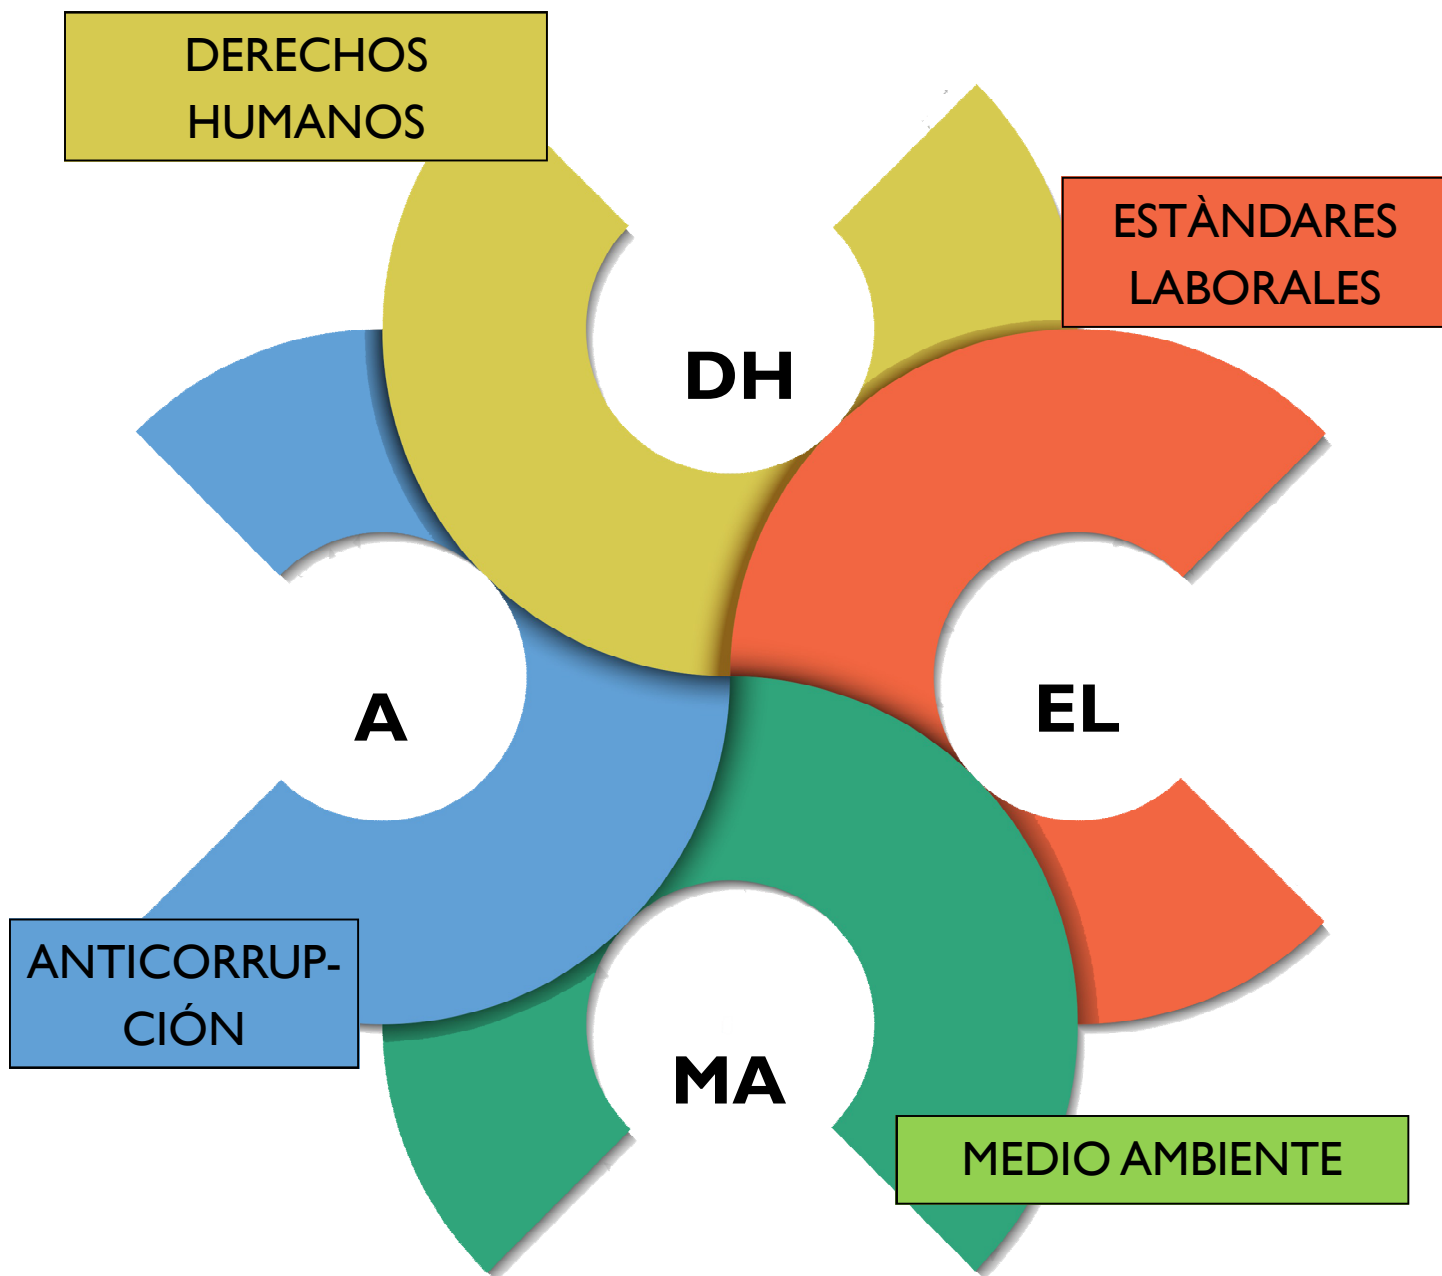 DERECHOS
HUMANOS
ESTÀNDARES
LABORALES
DH
EL
A
ANTICORRUP-
CIÓN
MA
MEDIO AMBIENTE